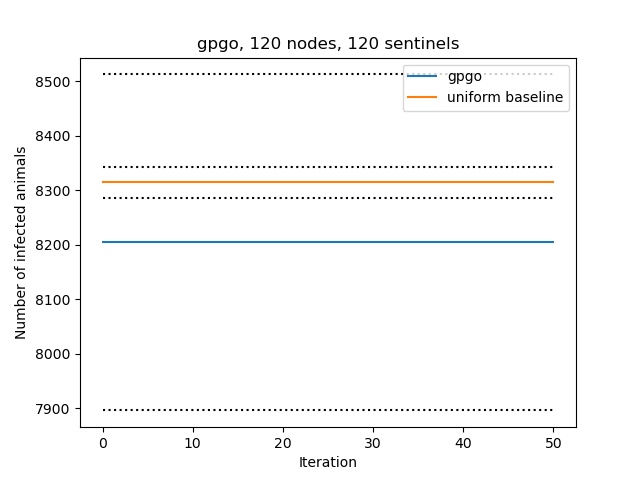 gpgo, 120 nodes, 120 sentinels
gpgo
uniform baseline
8500
8400
8300
8200
8100
8000
7900
Number of infected animals
0 10 20 30 40 50
Iteration